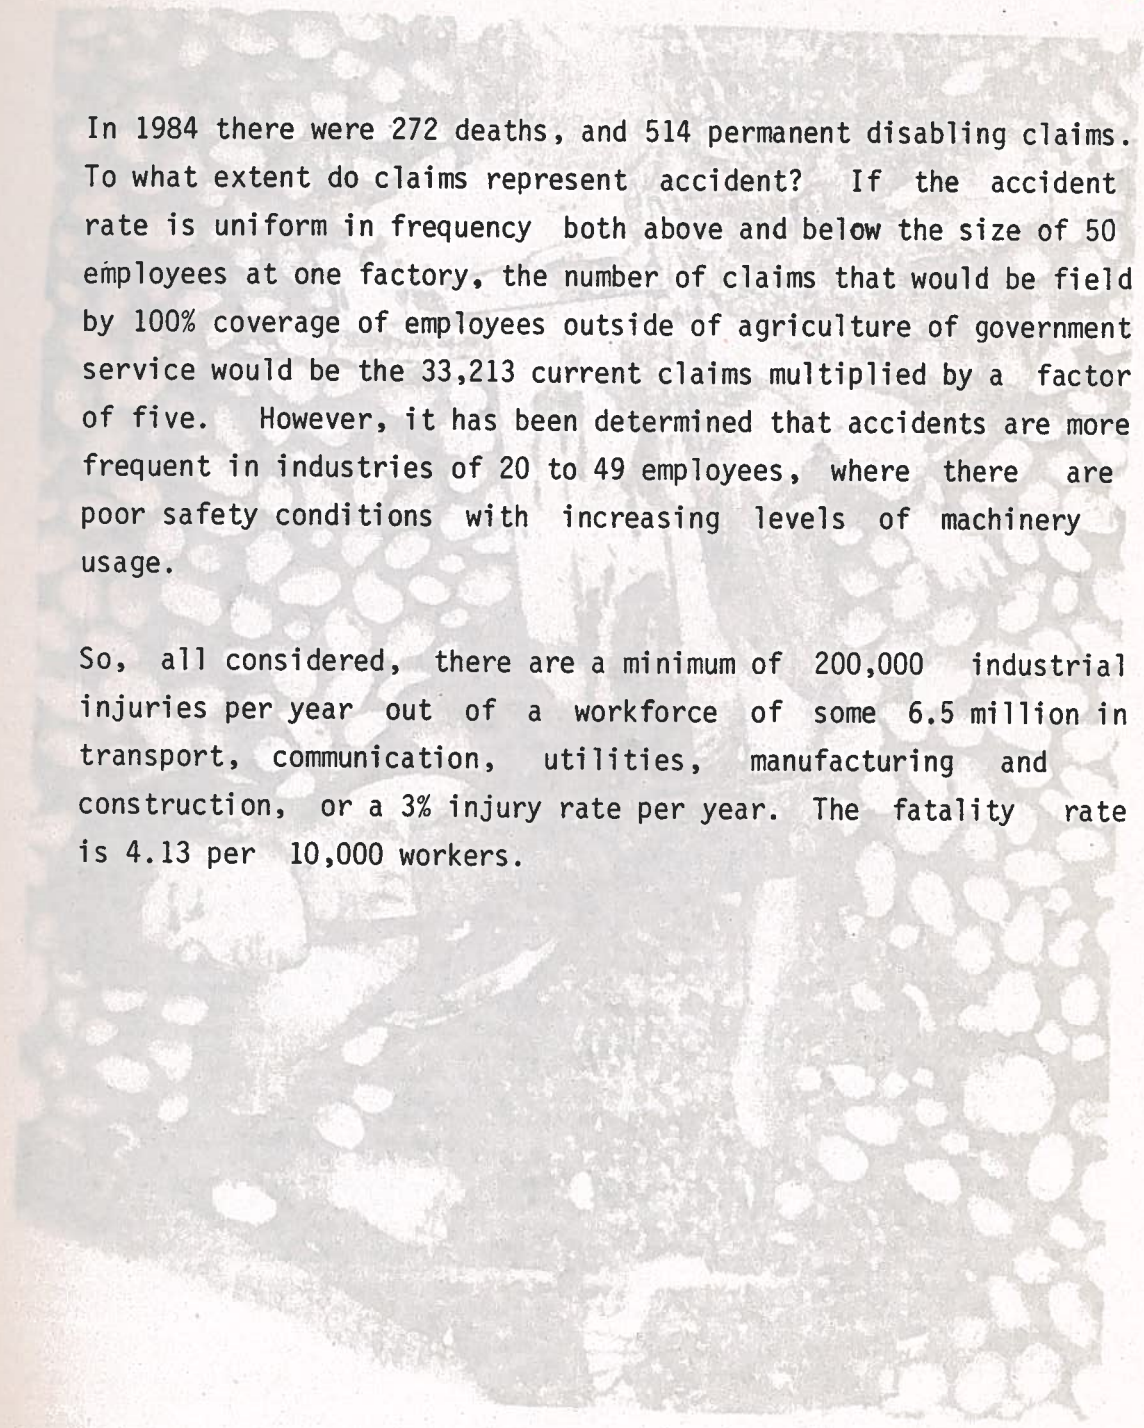 In 1984 there were 272 deaths, and 514 permanent disabling claims.
To what extent do claims represent accident? If the accident
rate is uniform in frequency both above and below the size of 50
employees at one factory, the number of claims that would be field
by 100% coverage of employees outside of agriculture of government
service would be the 33,213 current claims multiplied by a factor
of five. However, it has been determined that accidents are more
frequent in industries of 20 to 49 employees, where there are
poor safety conditions with increasing levels of machinery
usage.
So, all considered, there are a minimum of 200,000 industrial
injuries per year out of a workforce of some 6.5 million in
transport, communication, utilities, manufacturing and
construction, or a 3% injury rate per year. The fatality rate
is 4.13 per 10,000 workers.